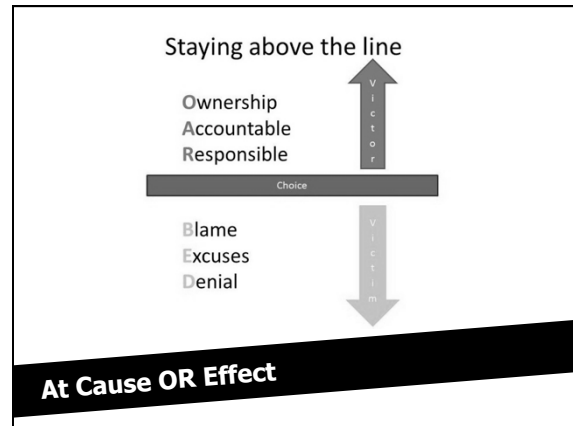 Staying above the line
Ownership
Accountable
Responsible
Victor
Choice
Blame
Excuses
Denial
Victim
At Cause OR Effect